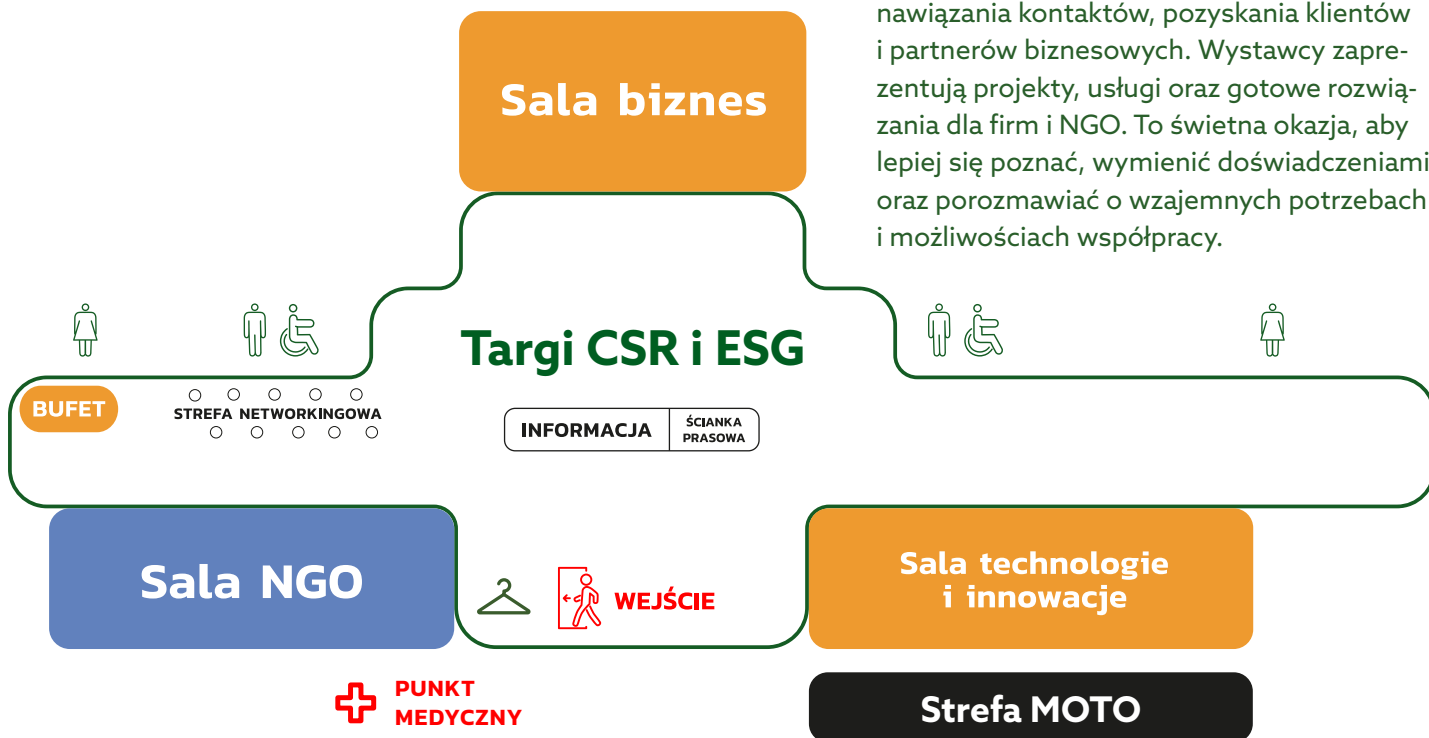 nawiązania kontaktów, pozyskania klientów
i partnerów biznesowych. Wystawcy zapre-
zentują projekty, usługi oraz gotowe rozwią-
zania dla firm i NGO. To świetna okazja, aby
lepiej się poznać, wymienić doświadczeniami
oraz porozmawiać o wzajemnych potrzebach
i możliwościach współpracy.
Sala biznes
Targi CSR i ESG
BUFET
STREFA NETWORKINGOWA
INFORMACJA
ŚCIANKA
PRASOWA
Sala NGO
WEJŚCIE
Sala technologie
i innowacje
PUNKT
MEDYCZNY
Strefa MOTO